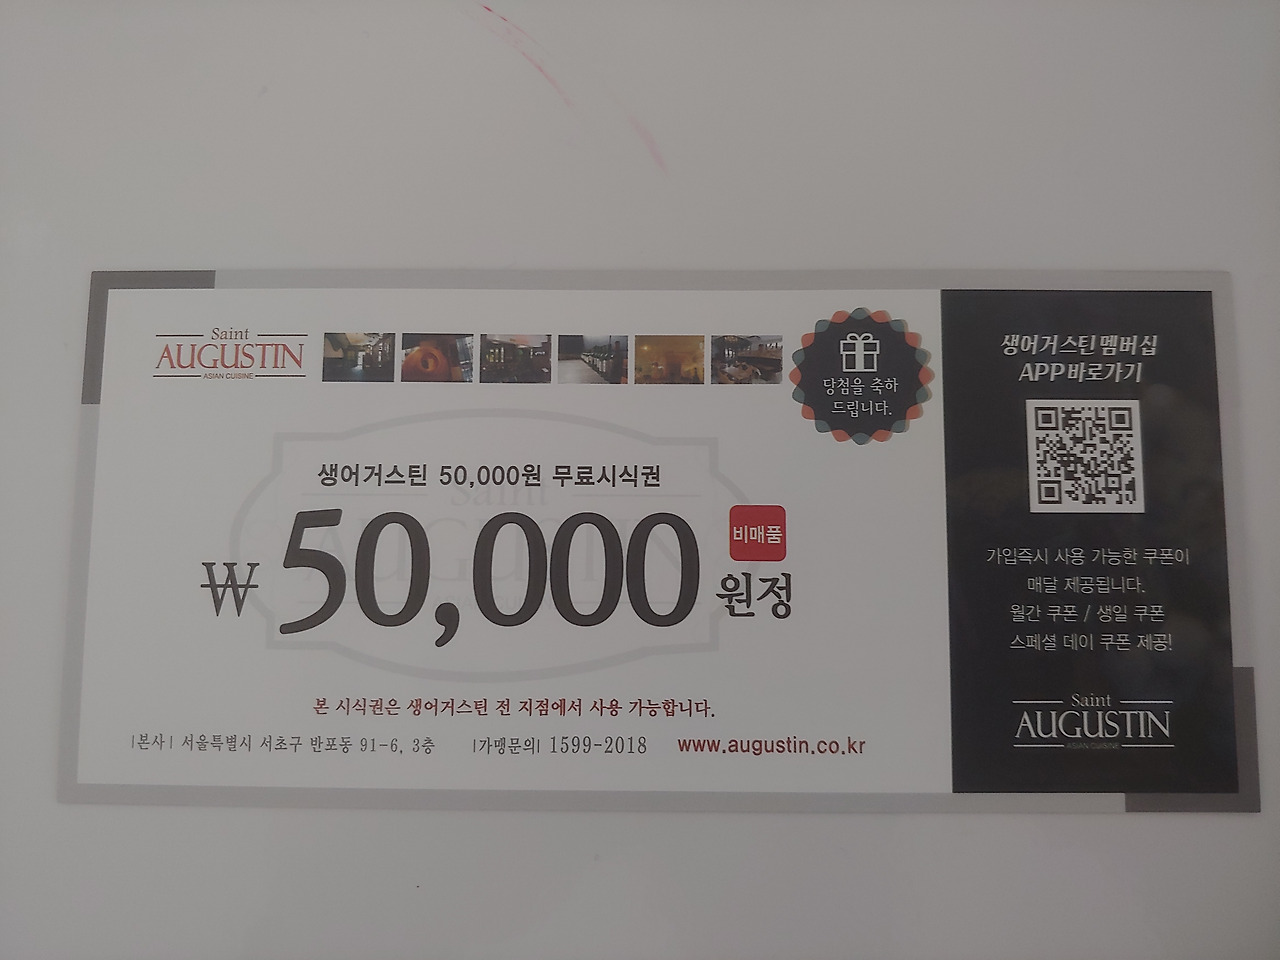 Saint
AUGUSTIN
ASIAN CUISINE
당첨을 축하
드립니다.
생어거스틴 50,000원 무료시식권
₩50,000
비매품
원정
본 시식권은 생어거스틴 전 지점에서 사용 가능합니다.
|본사| 서울특별시 서초구 반포동 91-6, 3층 |가맹문의| 1599-2018 www.augustin.co.kr
생어거스틴 멤버십
APP 바로가기
가입즉시 사용 가능한 쿠폰이
매달 제공됩니다.
월간 쿠폰 / 생일 쿠폰
스페셜 데이 쿠폰 제공!
Saint
AUGUSTIN
ASIAN CUISINE